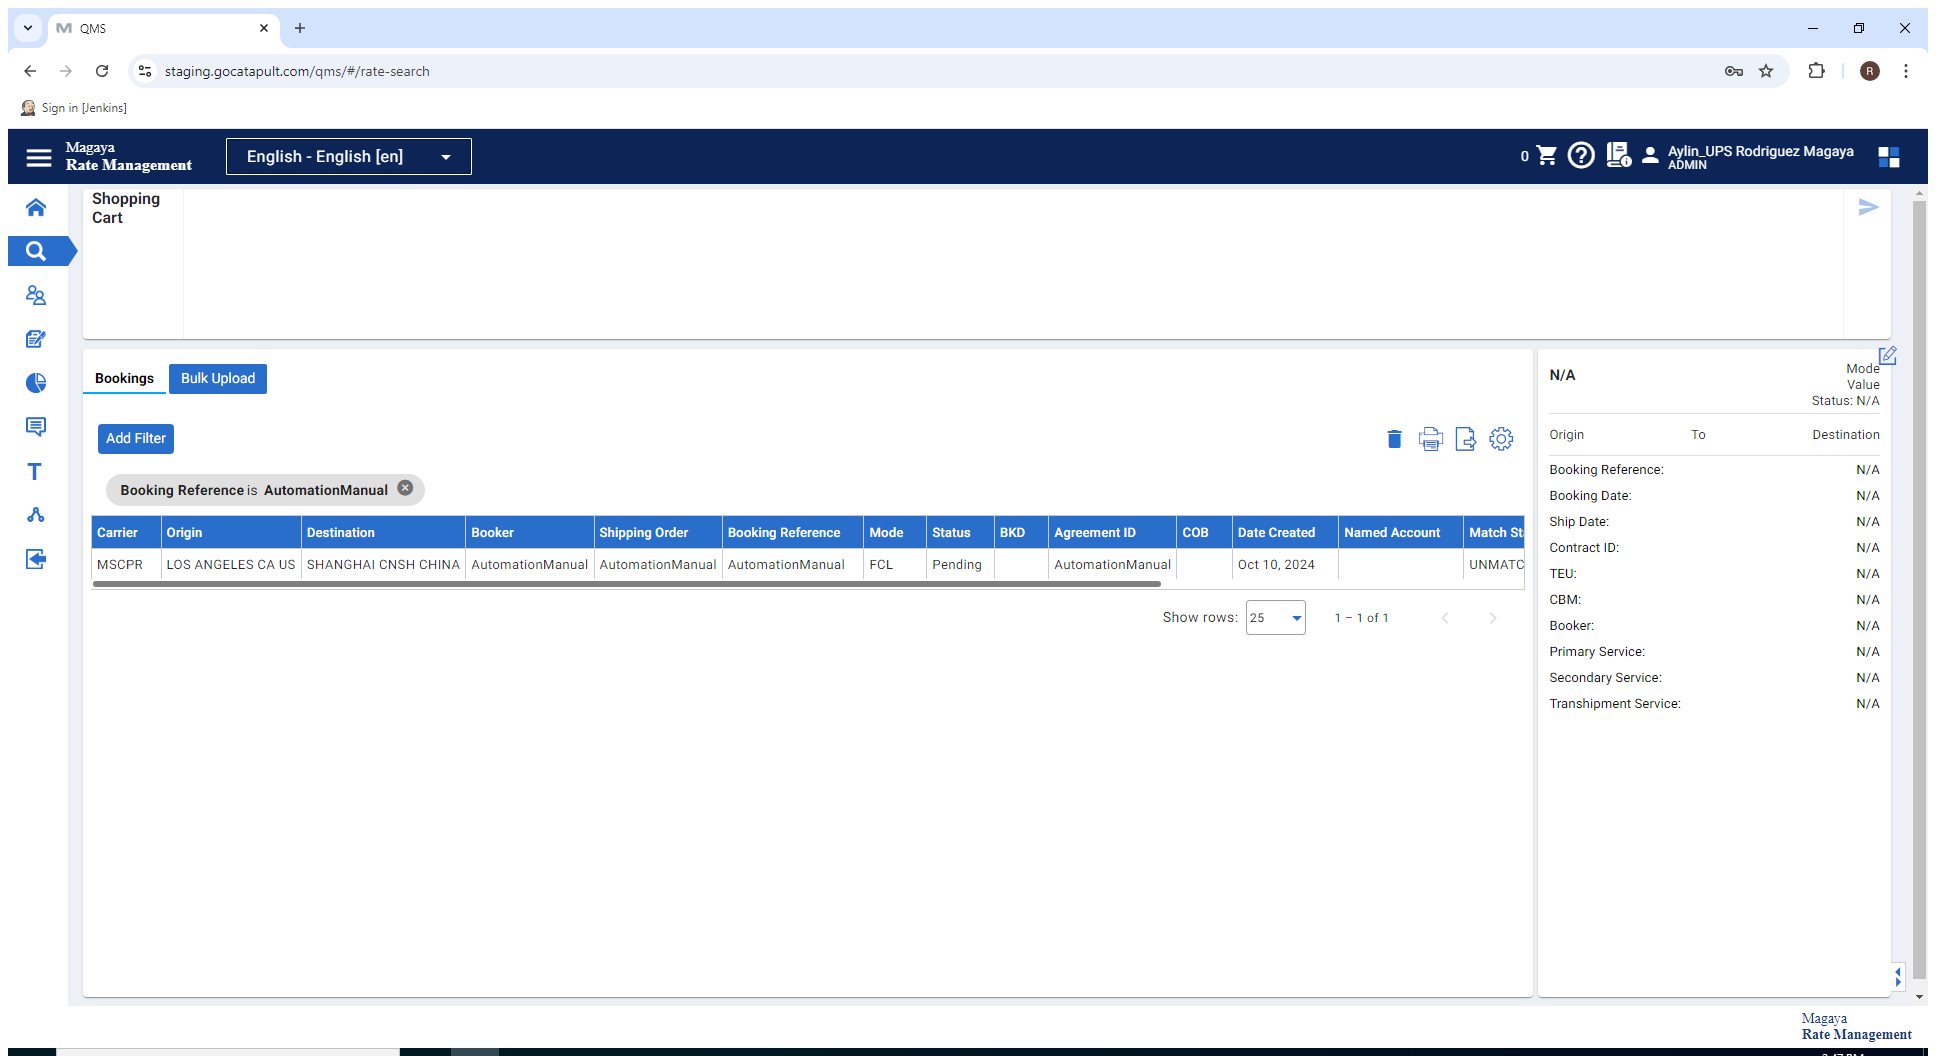 QMS
staging.gocatapult.com/qms/#/rate-search
R
Sign in [Jenkins]
Magaya
Rate Management
English - English [en]
0
Aylin_UPS Rodriguez Magaya
ADMIN
Shopping
Cart
Bookings
Bulk Upload
N/A
Mode
Value
Status: N/A
Add Filter
Origin To Destination
Booking Reference is AutomationManual
Carrier Origin Destination Booker Shipping Order Booking Reference Mode Status BKD Agreement ID COB Date Created Named Account Match St
MSCPR LOS ANGELES CA US SHANGHAI CNSH CHINA AutomationManual AutomationManual AutomationManual FCL Pending AutomationManual Oct 10, 2024 UNMATC
Show rows: 25 1 – 1 of 1
Booking Reference: N/A
Booking Date: N/A
Ship Date: N/A
Contract ID: N/A
TEU: N/A
CBM: N/A
Booker: N/A
Primary Service: N/A
Secondary Service: N/A
Transhipment Service: N/A
T
Magaya
Rate Management